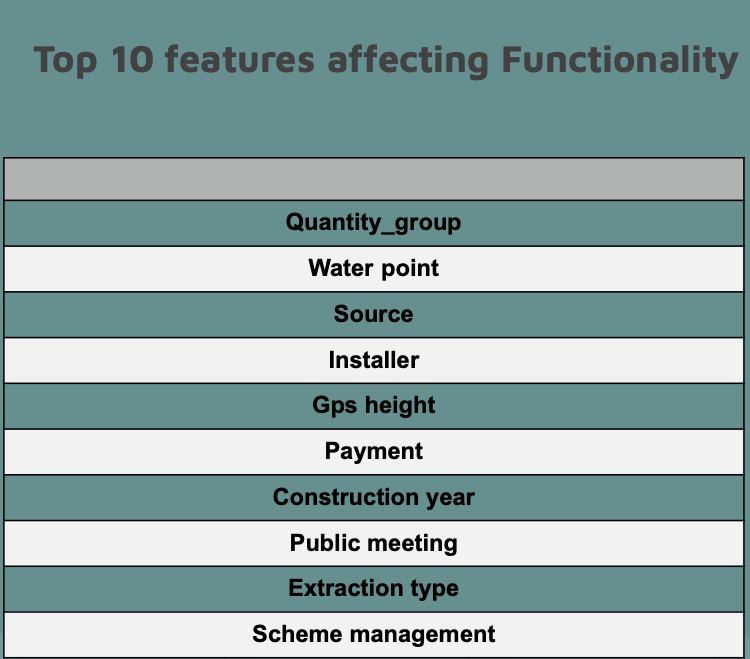 Top 10 features affecting Functionality
Quantity_group
Water point
Source
Installer
Gps height
Payment
Construction year
Public meeting
Extraction type
Scheme management